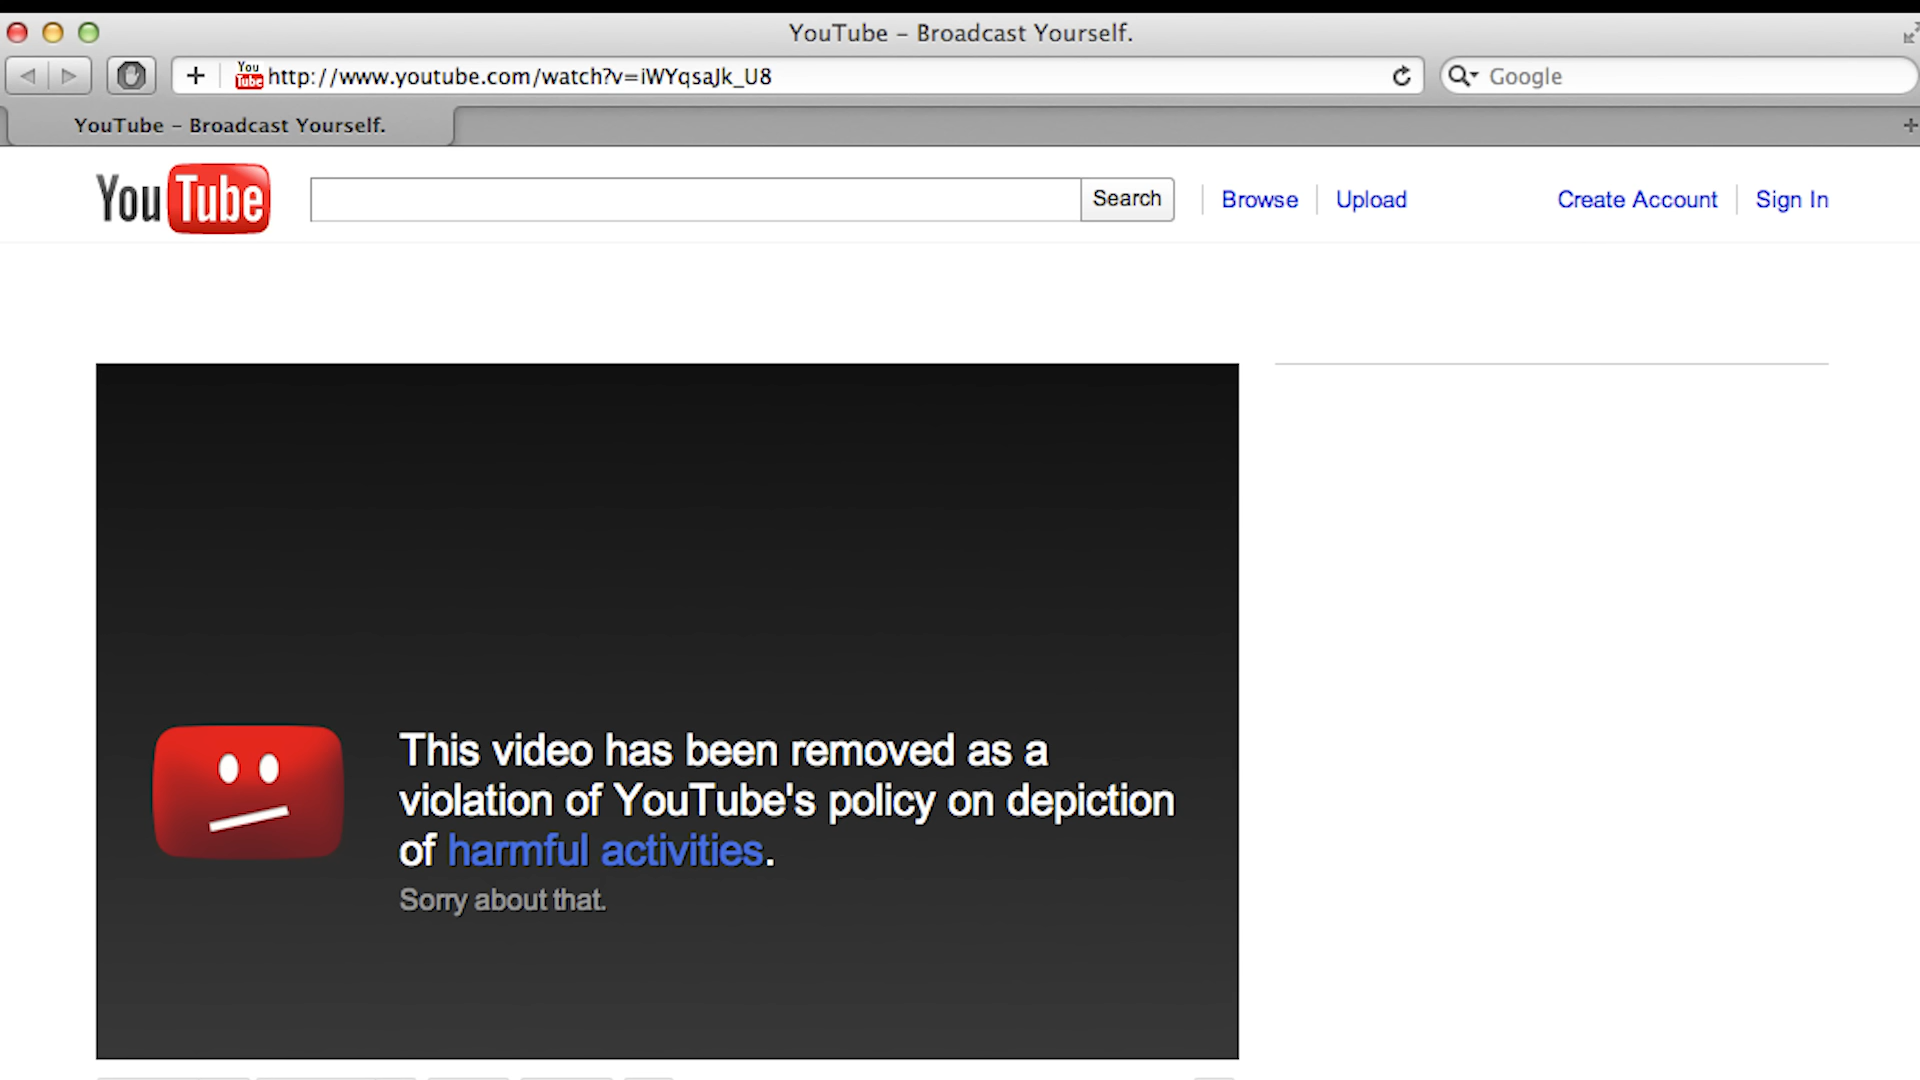 YouTube – Broadcast Yourself.
You Tube http://www.youtube.com/watch?v=iWYqsaJk_U8
Google
YouTube – Broadcast Yourself.
YouTube
Search
Browse
Upload
Create Account
Sign In
This video has been removed as a
violation of YouTube's policy on depiction
of harmful activities.
Sorry about that.